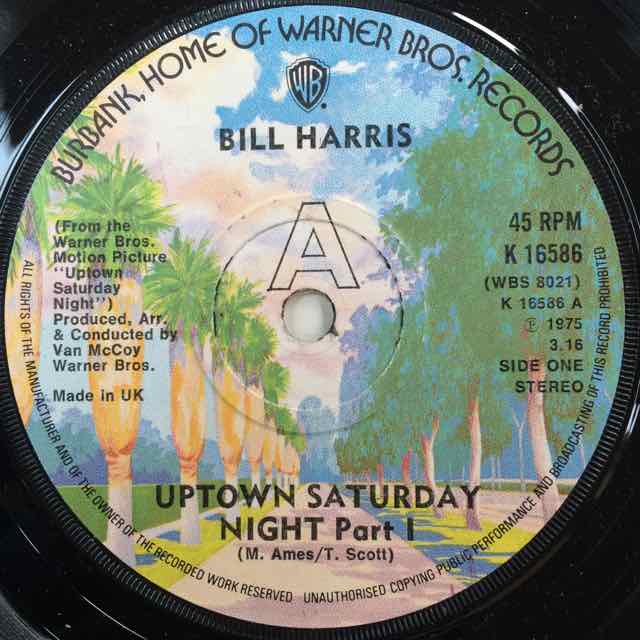 BURBANK, HOME OF WARNER BROS. RECORDS
WB
BILL HARRIS
A
(From the
Warner Bros.
Motion Picture
"Uptown
Saturday
Night")
Produced, Arr.
& Conducted by
Van McCoy
Warner Bros.
Made in UK
45 RPM
K 16586
(WBS 8021)
K 16586 A
℗ 1975
3.16
SIDE ONE
STEREO
UPTOWN SATURDAY
NIGHT Part I
(M. Ames/T. Scott)
ALL RIGHTS OF THE MANUFACTURER AND OF THE OWNER OF THE RECORDED WORK RESERVED UNAUTHORISED COPYING PUBLIC PERFORMANCE AND BROADCASTING OF THIS RECORD PROHIBITED